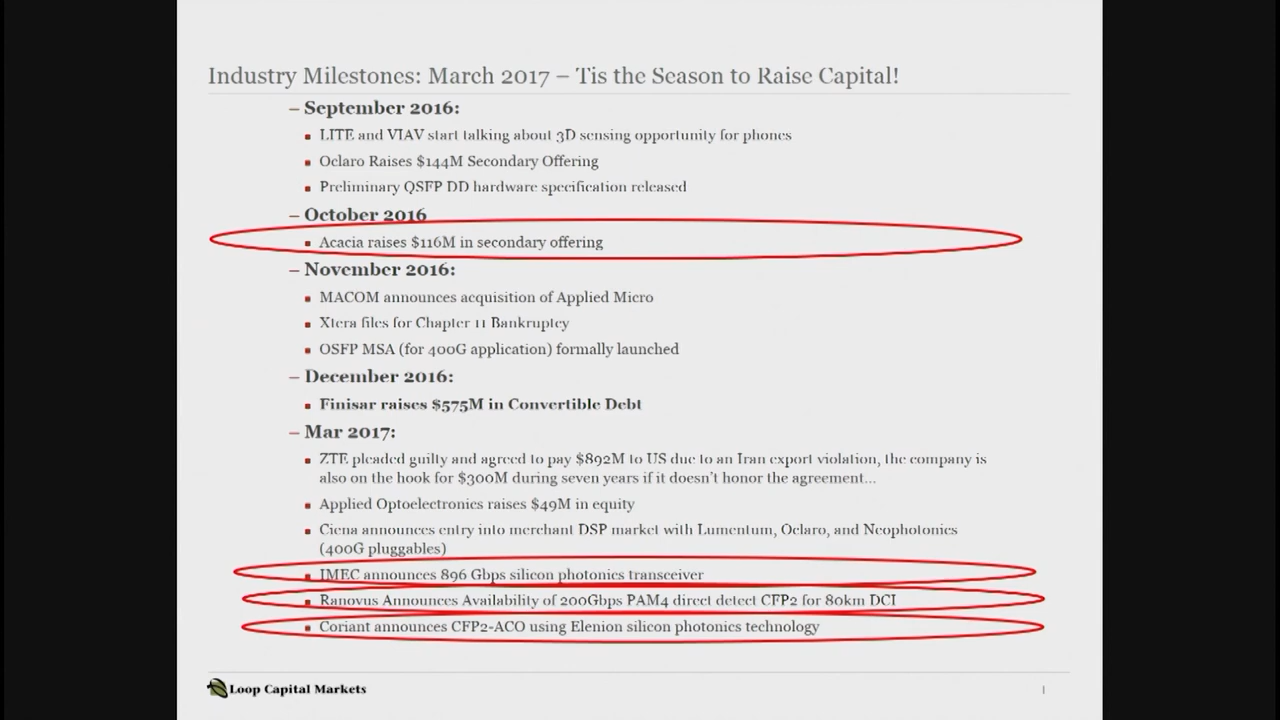 Industry Milestones: March 2017 – Tis the Season to Raise Capital!
– September 2016:
▪ LITE and VIAV start talking about 3D sensing opportunity for phones
▪ Oclaro Raises $144M Secondary Offering
▪ Preliminary QSFP DD hardware specification released
– October 2016
▪ Acacia raises $116M in secondary offering
– November 2016:
▪ MACOM announces acquisition of Applied Micro
▪ Xtera files for Chapter 11 Bankruptcy
▪ OSFP MSA (for 400G application) formally launched
– December 2016:
▪ Finisar raises $575M in Convertible Debt
– Mar 2017:
▪ ZTE pleaded guilty and agreed to pay $892M to US due to an Iran export violation, the company is
also on the hook for $300M during seven years if it doesn't honor the agreement…
▪ Applied Optoelectronics raises $49M in equity
▪ Ciena announces entry into merchant DSP market with Lumentum, Oclaro, and Neophotonics
(400G pluggables)
▪ IMEC announces 896 Gbps silicon photonics transceiver
▪ Ranovus Announces Availability of 200Gbps PAM4 direct detect CFP2 for 80km DCI
▪ Coriant announces CFP2-ACO using Elenion silicon photonics technology
Loop Capital Markets
1